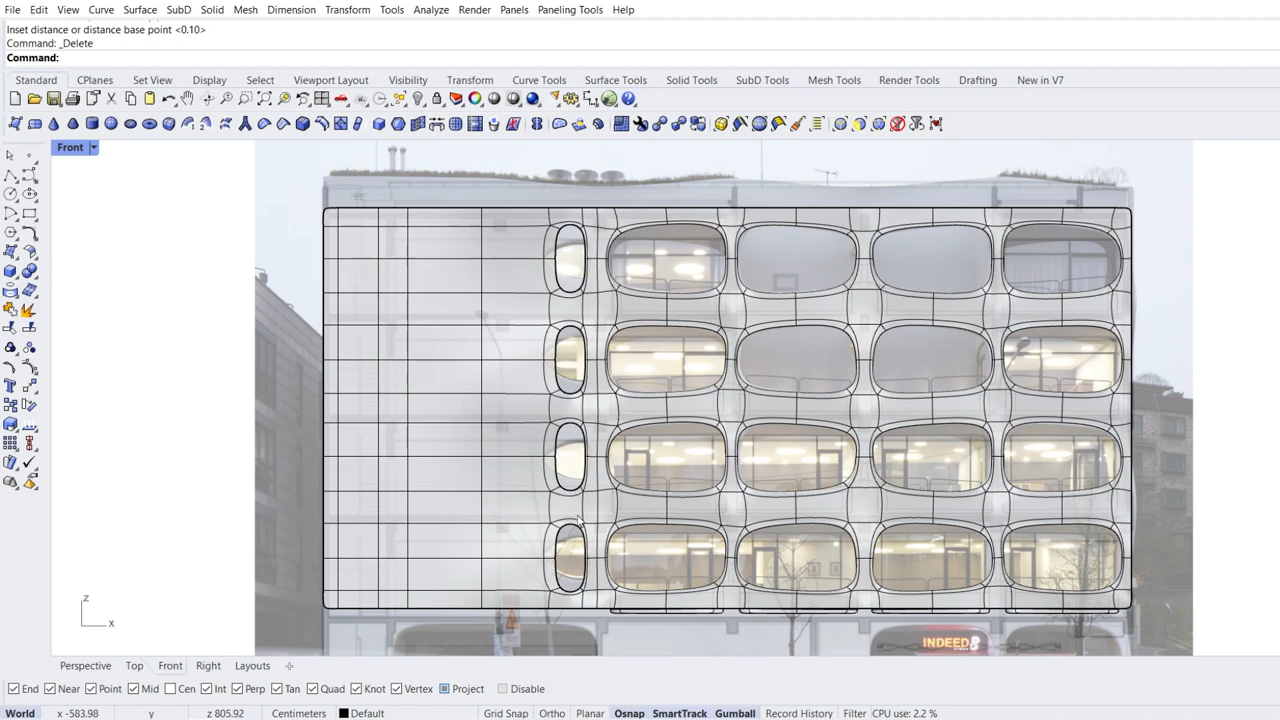 File Edit View Curve Surface SubD Solid Mesh Dimension Transform Tools Analyze Render Panels Paneling Tools Help
Inset distance or distance base point <0.10>
Command: _Delete
Command:
Standard CPlanes Set View Display Select Viewport Layout Visibility Transform Curve Tools Surface Tools Solid Tools SubD Tools Mesh Tools Render Tools Drafting New in V7
Front
INDEED
z
x
Perspective Top Front Right Layouts
End Near Point Mid Cen Int Perp Tan Quad Knot Vertex Project Disable
World x -583.98 y z 805.92 Centimeters Default Grid Snap Ortho Planar Osnap SmartTrack Gumball Record History Filter CPU use: 2.2 %